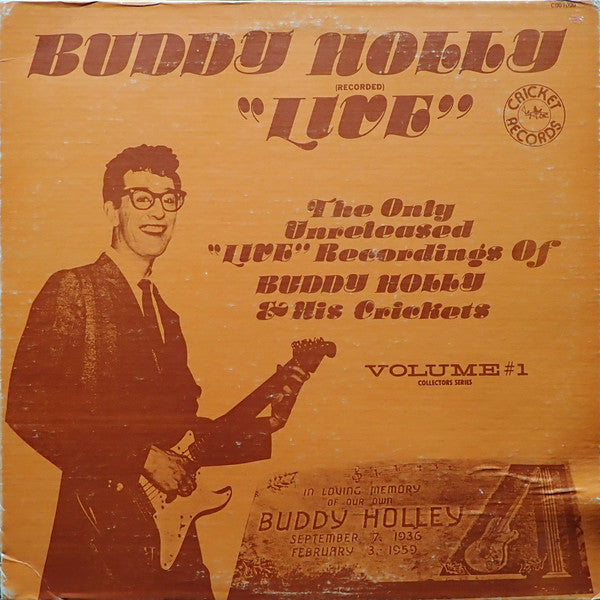 BUDDY HOLLY
(RECORDED)
"LIVE"
CRICKET
RECORDS
The Only
Unreleased
"LIVE" Recordings Of
BUDDY HOLLY
& His Crickets
VOLUME #1
COLLECTORS SERIES
IN LOVING MEMORY
OF OUR OWN
BUDDY HOLLEY
SEPTEMBER 7, 1936
FEBRUARY 3, 1959